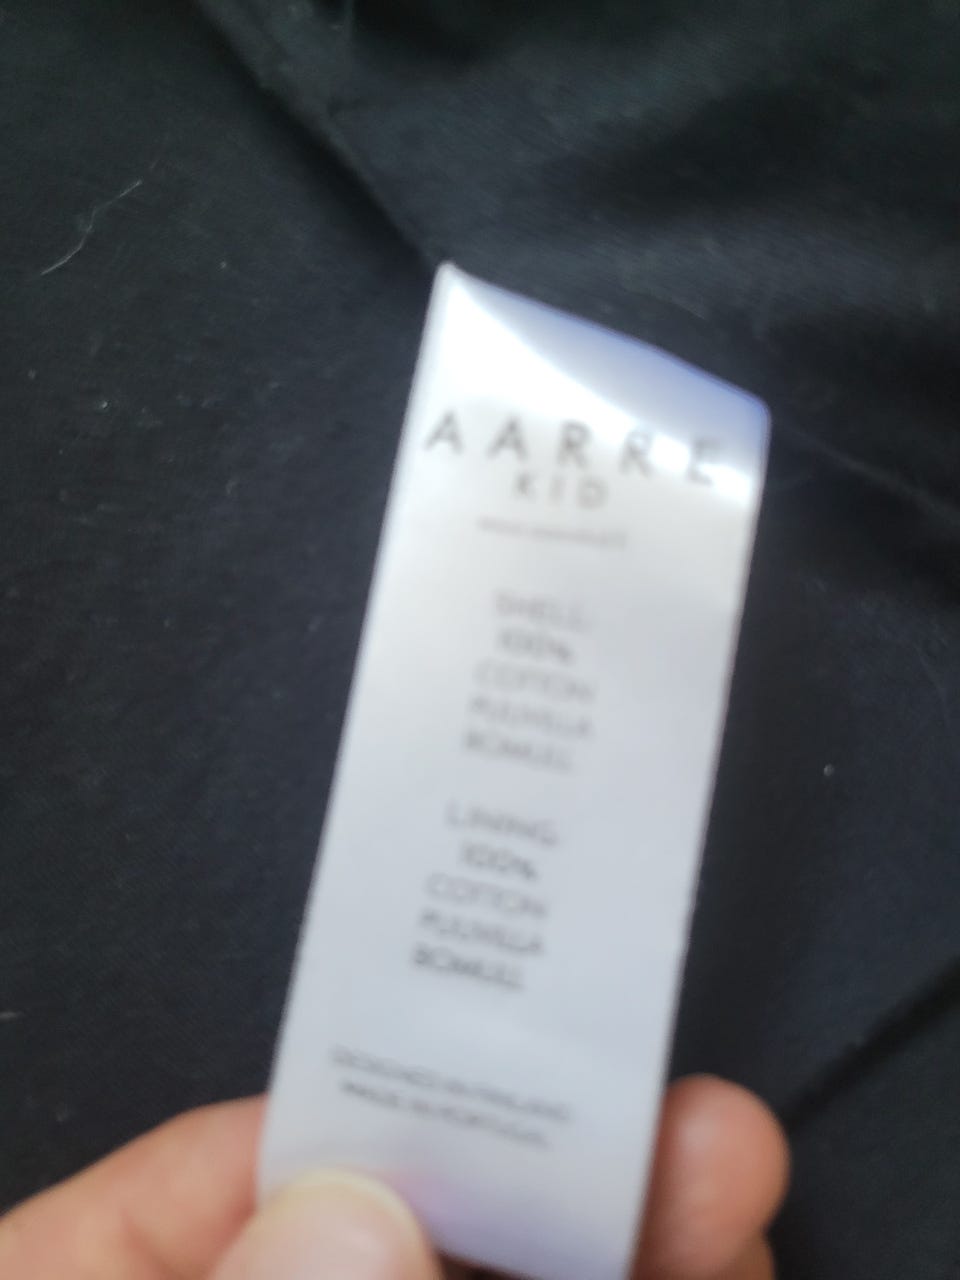 AARRE
KID
SHELL:
100%
COTTON
PUUVILLA
BOMULL
LINING:
100%
COTTON
PUUVILLA
BOMULL
DESIGNED IN FINLAND
MADE IN PORTUGAL